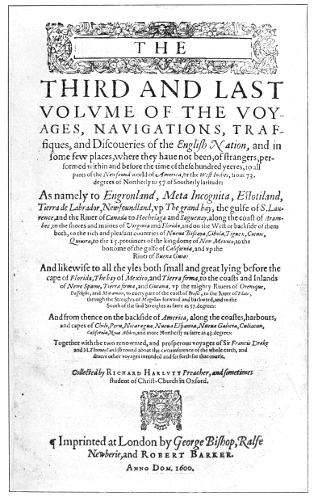 THE
THIRD AND LAST
VOLVME OF THE VOY-
AGES, NAVIGATIONS, TRAF-
fiques, and Discoueries of the English Nation, and in
some few places, where they haue not been, of strangers, per-
formed within and before the time of these hundred yeeres, to all
parts of the Newfound world of America, or the West Indies, from 73.
degrees of Northerly to 57 of Southerly latitude:
As namely to Engronland, Meta Incognita, Estotiland,
Tierra de Labrador, Newfoundland, vp The grand bay, the gulfe of S. Lau-
rence, and the Riuer of Canada to Hochelaga and Saguenay, along the coast of Aram-
bec, to the shores and maines of Virginia and Florida, and on the West or backside of them
both, to the rich and pleasant countries of Nueua Biscaya, Cibola, Tiguex, Cicuic,
Quiuira, to the 15. prouinces of the kingdome of New Mexico, to the
bottome of the gulfe of California, and vp the
Riuer of Buena Guia:
And likewise to all the yles both small and great lying before the
cape of Florida, The bay of Mexico, and Tierra firma, to the coasts and Inlands
of Newe Spaine, Tierra firma, and Guiana, vp the mighty Riuers of Orenoque,
Dessekebe, and Marannon, to euery part of the coast of Brasil, to the Riuer of Plate,
through the Streights of Magellan forward and backward, and to the
South of the said Streights as farre as 57. degrees:
And from thence on the backside of America, along the coastes, harbours,
and capes of Chili, Peru, Nicaragua, Nueua Espanna, Nueua Galicia, Culiacan,
California, Noua Albion, and more Northerly as farre as 43. degrees:
Together with the two renowmed, and prosperous voyages of Sir Francis Drake
and M. Thomas Candish round about the circumference of the whole earth, and
diuers other voyages intended and set forth for that course.
Collected by RICHARD HAKLVYT Preacher, and sometimes
student of Christ-Church in Oxford.
¶ Imprinted at London by George Bishop, Ralfe
Newberie, and ROBERT BARKER.
ANNO DOM. 1600.